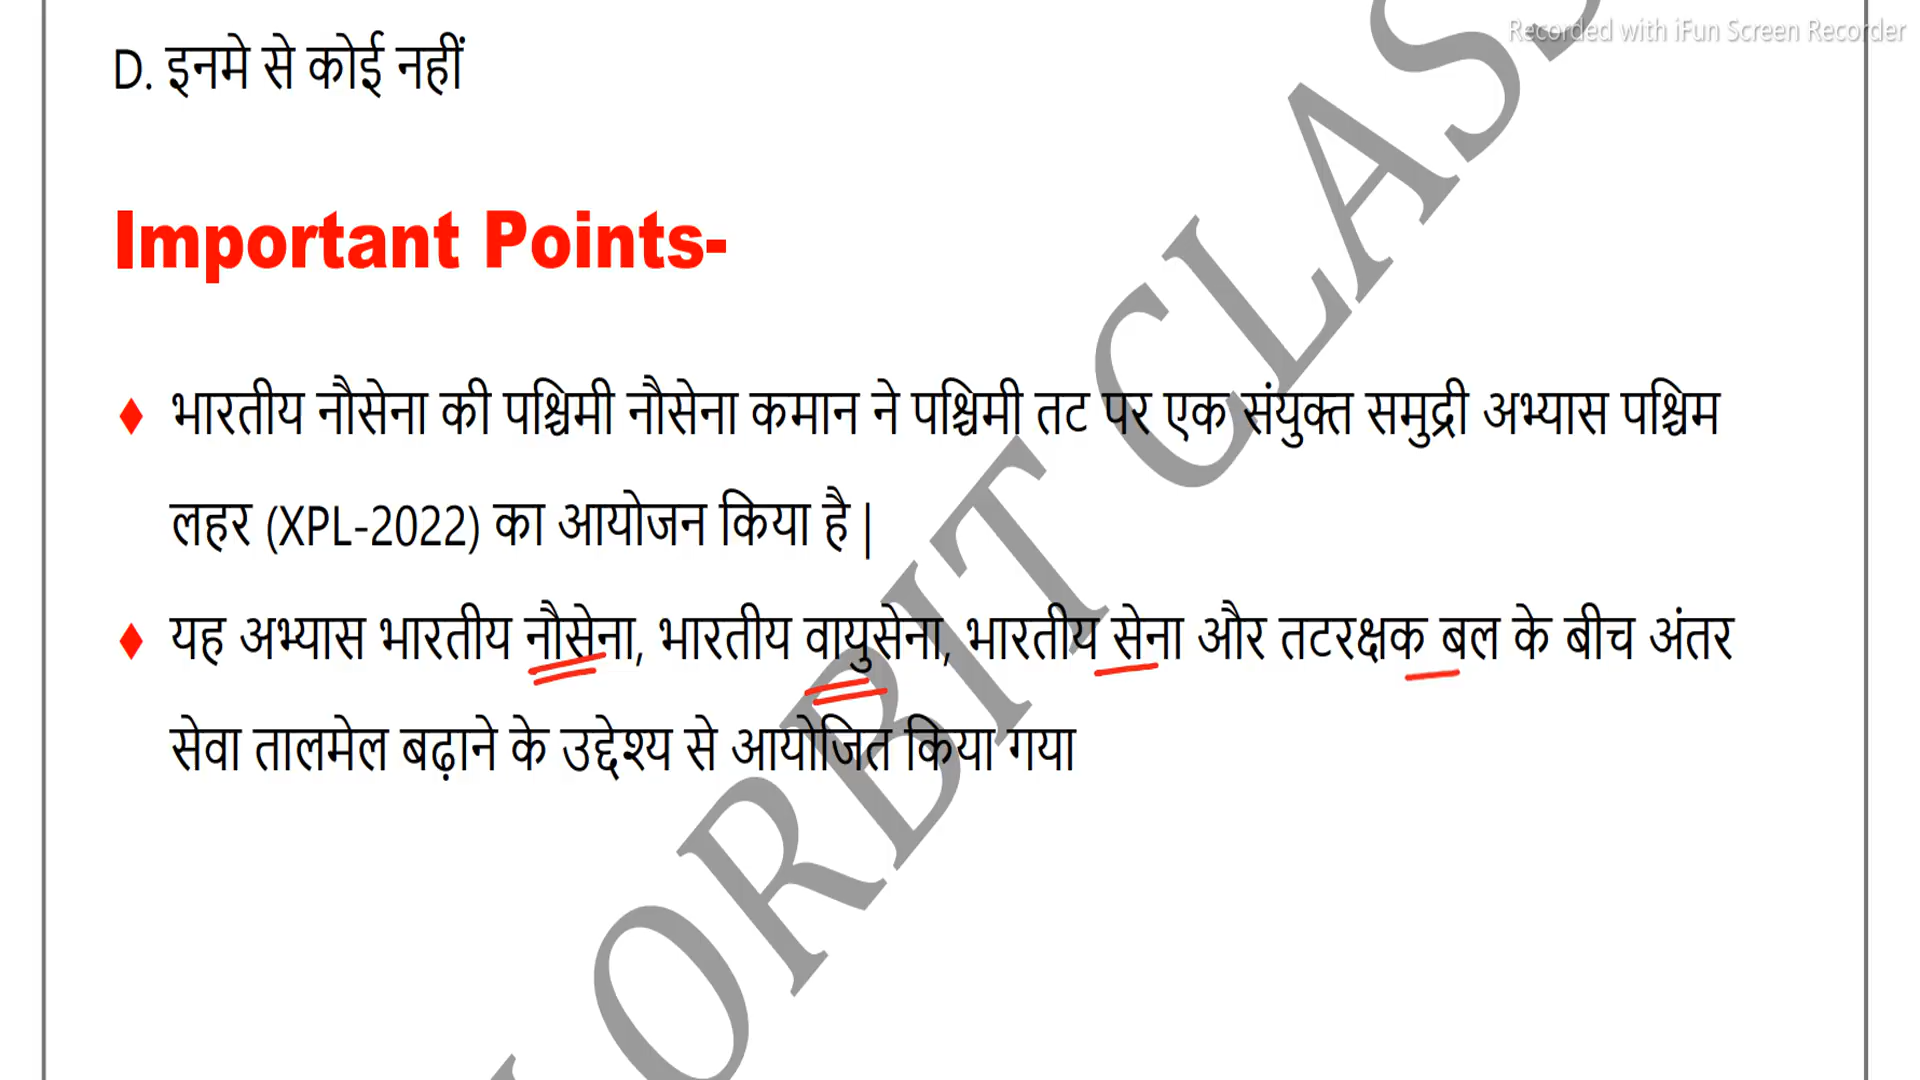 Recorded with iFun Screen Recorder
D. इनमे से कोई नहीं
Important Points-
♦ भारतीय नौसेना की पश्चिमी नौसेना कमान ने पश्चिमी तट पर एक संयुक्त समुद्री अभ्यास पश्चिम
लहर (XPL-2022) का आयोजन किया है |
♦ यह अभ्यास भारतीय नौसेना, भारतीय वायुसेना, भारतीय सेना और तटरक्षक बल के बीच अंतर
सेवा तालमेल बढ़ाने के उद्देश्य से आयोजित किया गया
ORBIT CLASS